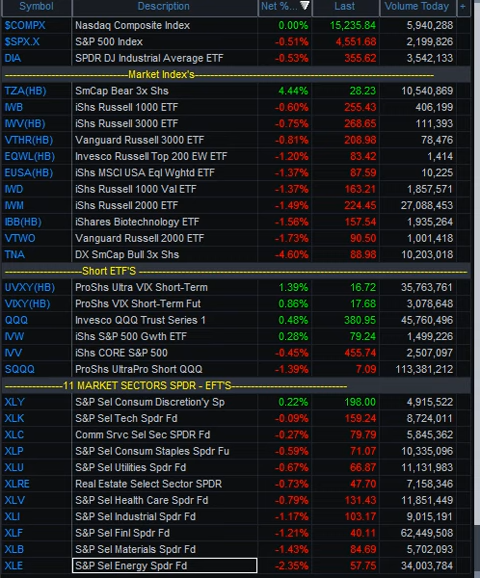 Symbol Description Net %... Last Volume Today +
$COMPX Nasdaq Composite Index 0.00% 15,235.84 5,940,288
$SPX.X S&P 500 Index -0.51% 4,551.68 2,199,826
DIA SPDR DJ Industrial Average ETF -0.53% 355.62 3,542,133
Market Index's
TZA(HB) SmCap Bear 3x Shs 4.44% 28.23 10,540,869
IWB iShs Russell 1000 ETF -0.60% 255.43 406,199
IWV(HB) iShs Russell 3000 ETF -0.75% 268.65 111,393
VTHR(HB) Vanguard Russell 3000 ETF -0.81% 208.98 78,476
EQWL(HB) Invesco Russell Top 200 EW ETF -1.20% 83.42 1,414
EUSA(HB) iShs MSCI USA Eql Wghtd ETF -1.37% 87.59 10,225
IWD iShs Russell 1000 Val ETF -1.37% 163.21 1,857,571
IWM iShs Russell 2000 ETF -1.49% 224.45 27,088,453
IBB(HB) iShares Biotechnology ETF -1.56% 157.54 1,935,264
VTWO Vanguard Russell 2000 ETF -1.73% 90.50 1,001,418
TNA DX SmCap Bull 3x Shs -4.60% 88.98 10,203,018
Short ETF'S
UVXY(HB) ProShs Ultra VIX Short-Term 1.39% 16.72 35,763,761
VIXY(HB) ProShs VIX Short-Term Fut 0.86% 17.68 3,078,648
QQQ Invesco QQQ Trust Series 1 0.48% 380.95 45,760,496
IVW iShs S&P 500 Gwth ETF 0.28% 79.24 1,499,226
IVV iShs CORE S&P 500 -0.45% 455.74 2,507,097
SQQQ ProShs UltraPro Short QQQ -1.39% 7.09 113,381,212
11 MARKET SECTORS SPDR - EFT'S
XLY S&P Sel Consum Discretion'y Sp 0.22% 198.00 4,915,522
XLK S&P Sel Tech Spdr Fd -0.09% 159.24 8,724,011
XLC Comm Srvc Sel Sec SPDR Fd -0.27% 79.79 5,845,362
XLP S&P Sel Consum Staples Spdr Fu -0.59% 71.07 10,335,096
XLU S&P Sel Utilities Spdr Fd -0.67% 66.87 11,131,983
XLRE Real Estate Select Sector SPDR -0.73% 47.70 7,158,346
XLV S&P Sel Health Care Spdr Fd -0.79% 131.43 11,851,449
XLI S&P Sel Industrial Spdr Fd -1.17% 103.17 9,015,191
XLF S&P Sel Finl Spdr Fd -1.21% 40.11 62,449,508
XLB S&P Sel Materials Spdr Fd -1.43% 84.69 5,702,093
XLE S&P Sel Energy Spdr Fd -2.35% 57.75 34,003,784